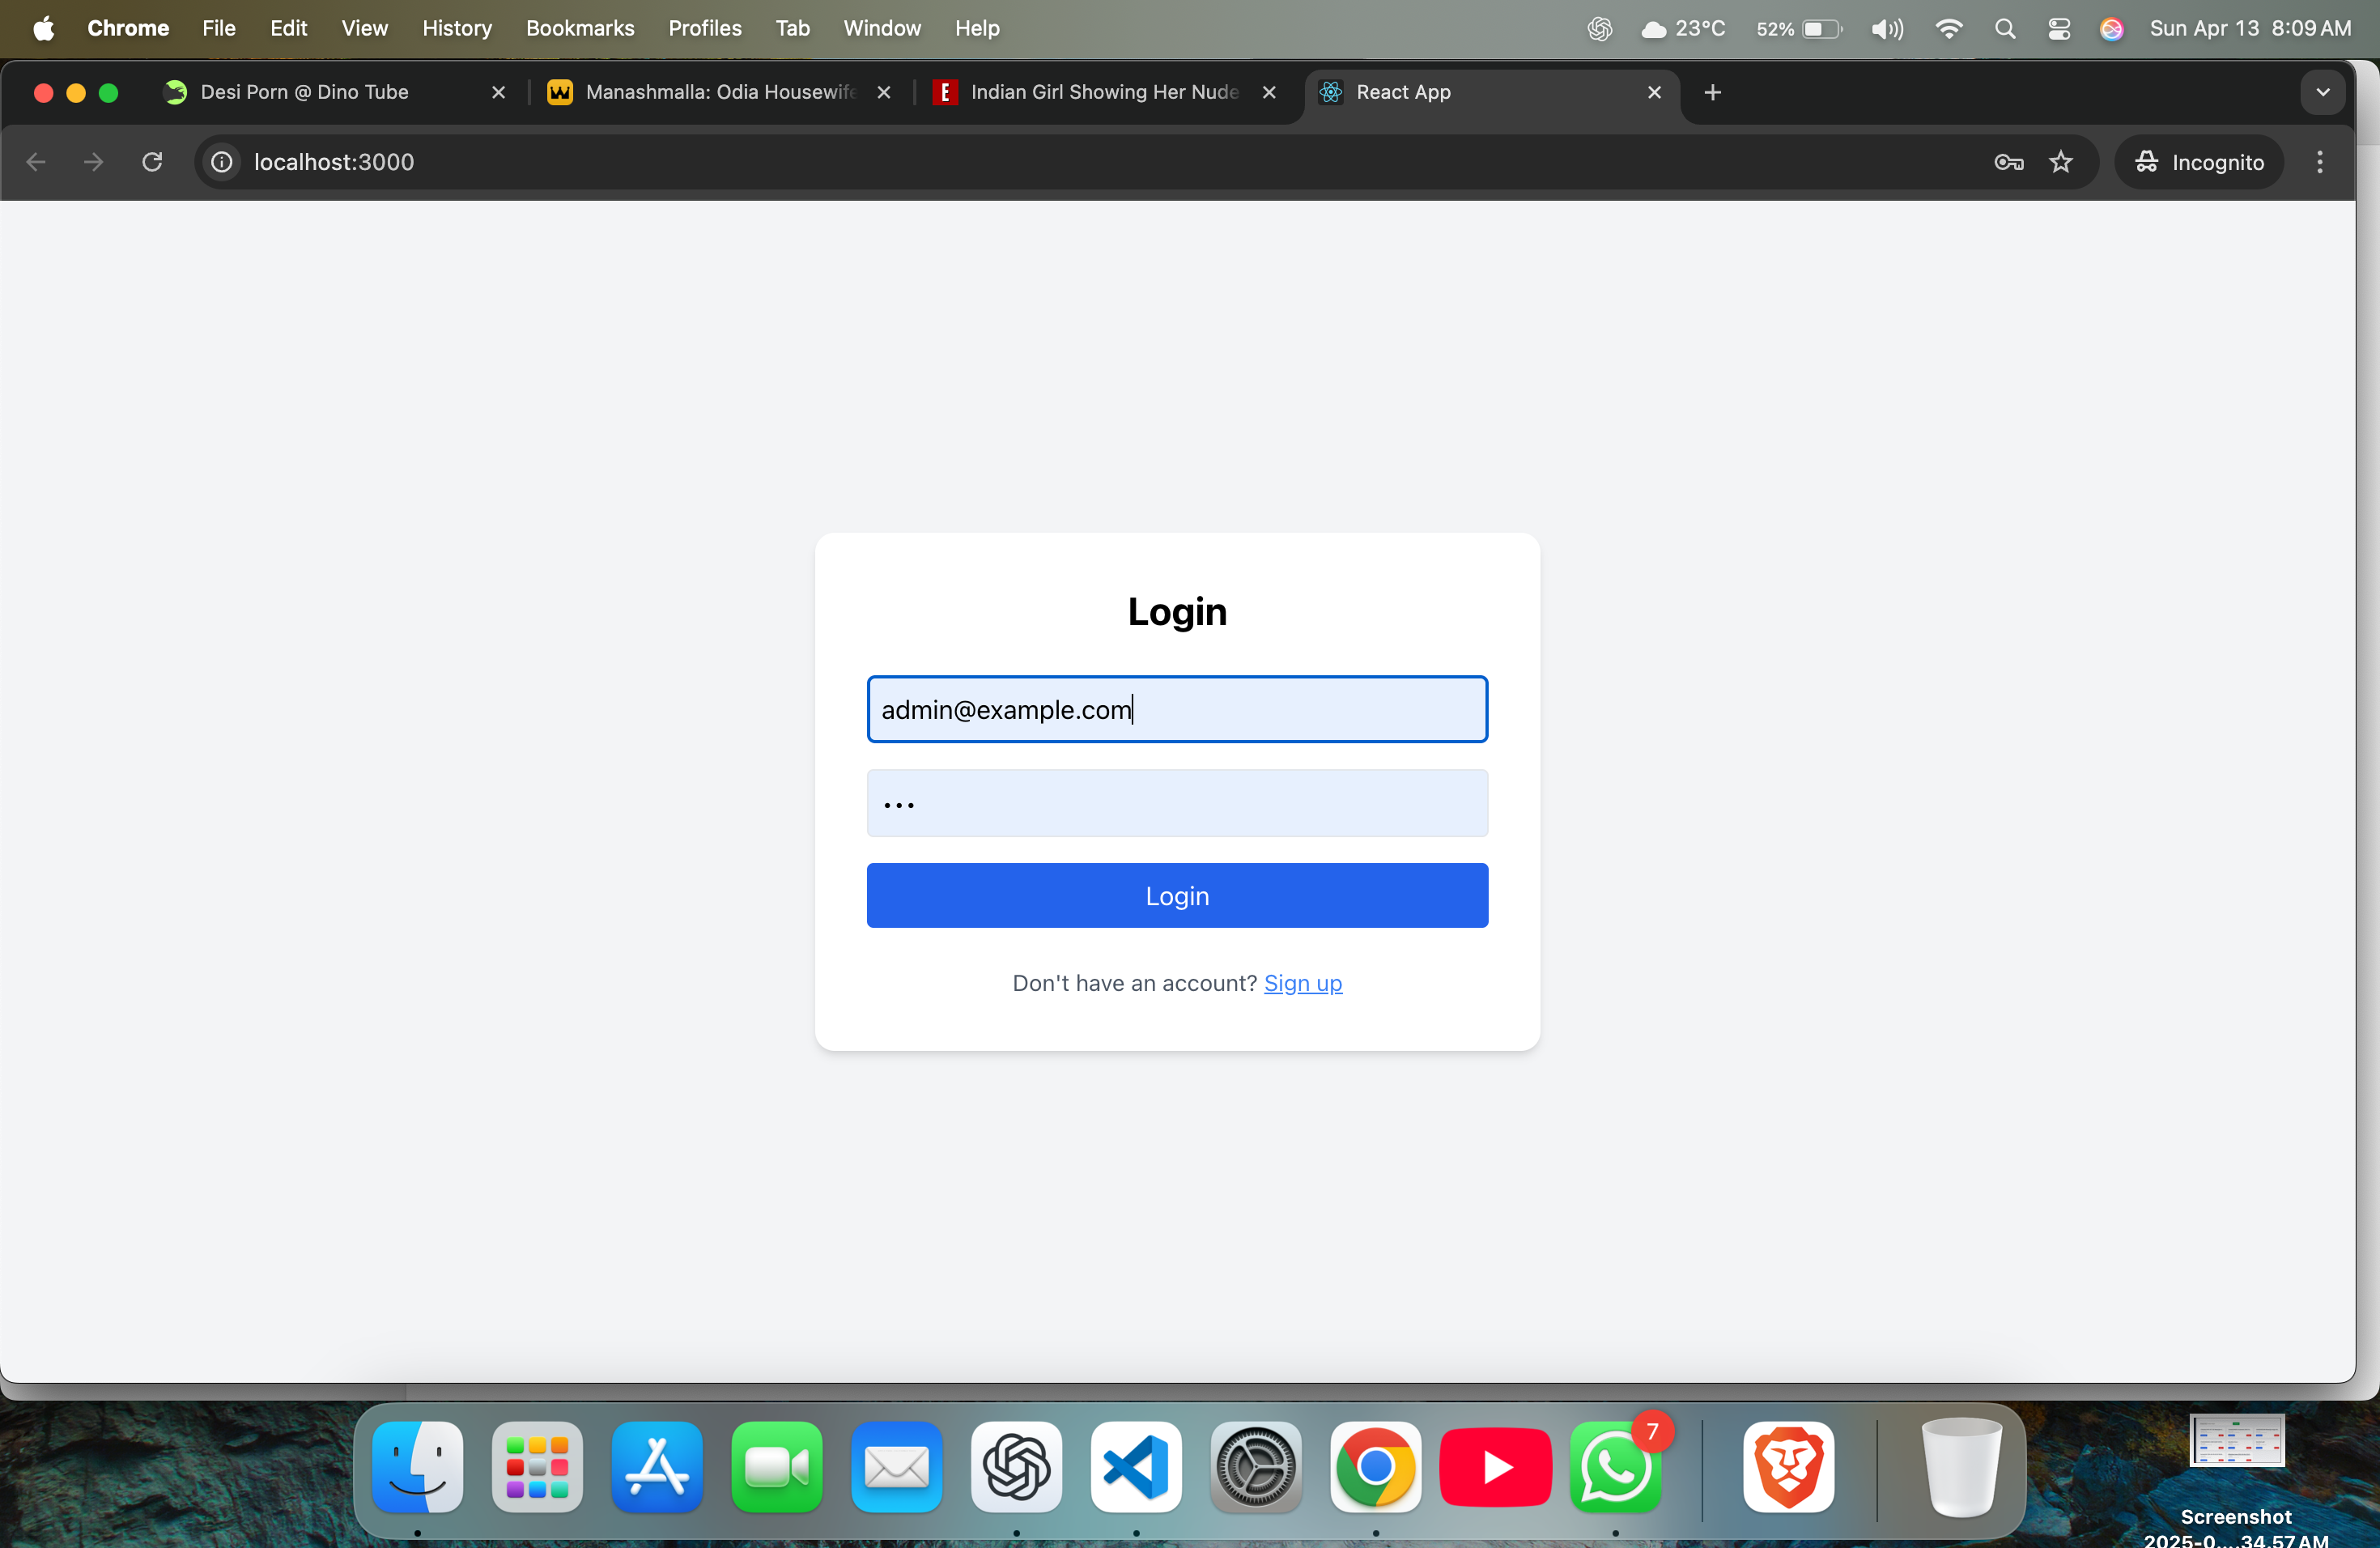 Chrome File Edit View History Bookmarks Profiles Tab Window Help 23°C 52% Sun Apr 13 8:09 AM
Desi Porn @ Dino Tube Manashmalla: Odia Housewife Indian Girl Showing Her Nude React App
localhost:3000 Incognito
Login
admin@example.com
Login
Don't have an account? Sign up
7
Screenshot
2025-0....34.57 AM